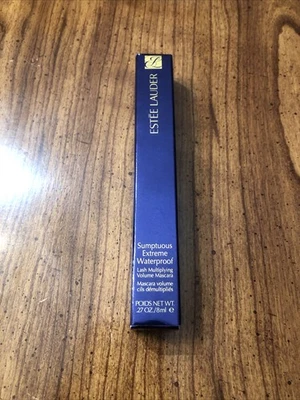 ESTĒE LAUDER
Sumptuous
Extreme
Waterproof
Lash Multiplying
Volume Mascara
Mascara volume
cils démultipliés
POIDS NET WT.
.27 OZ./8ml e